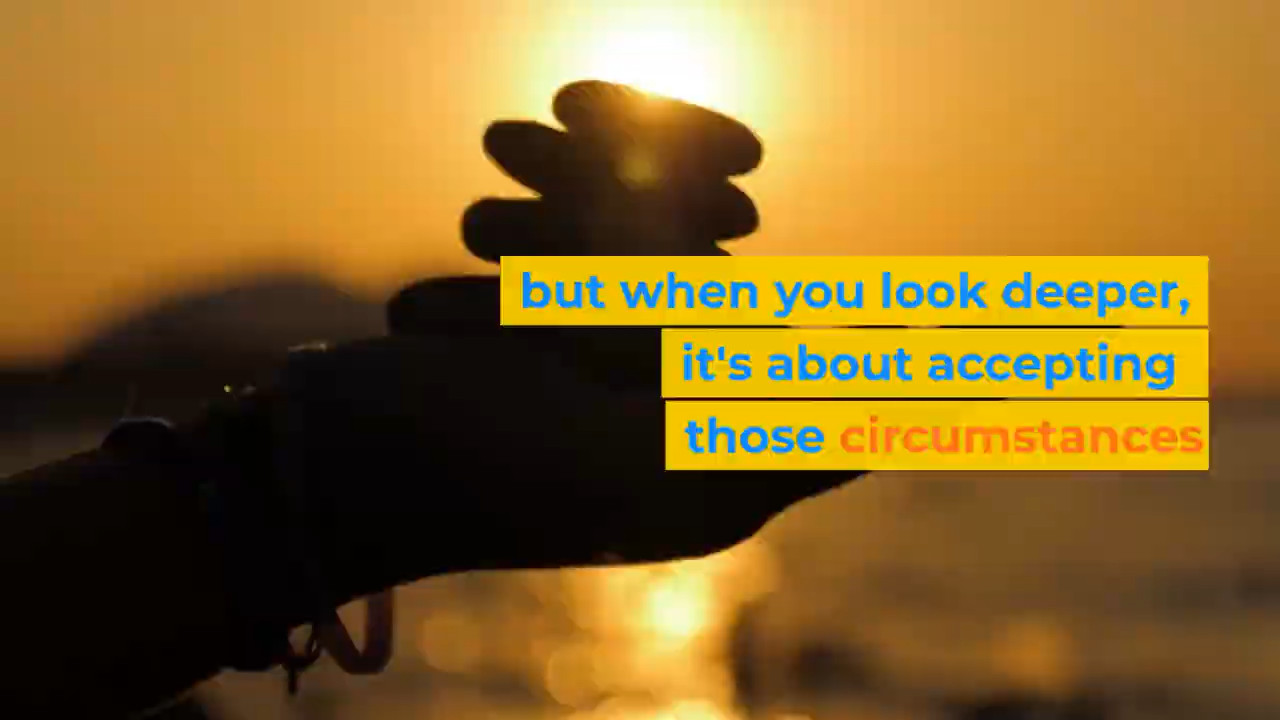 but when you look deeper,
it's about accepting
those circumstances